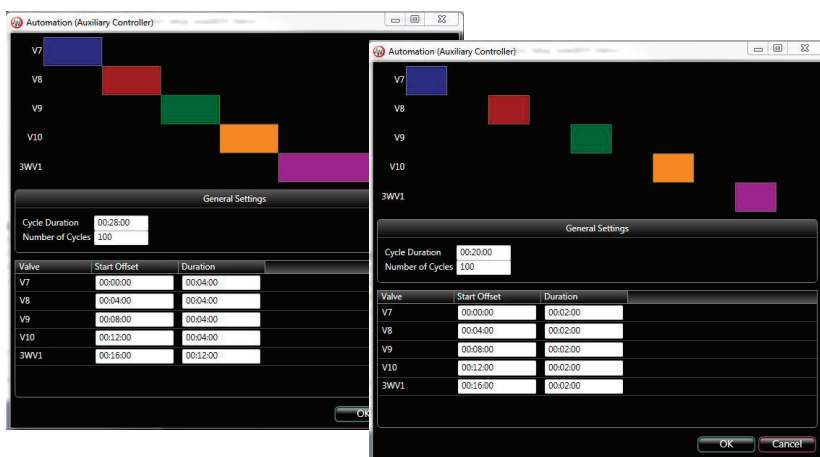 Automation (Auxiliary Controller)
V7
V8
V9
V10
3WV1
General Settings
Cycle Duration 00:28:00
Number of Cycles 100
Valve Start Offset Duration
V7 00:00:00 00:04:00
V8 00:04:00 00:04:00
V9 00:08:00 00:04:00
V10 00:12:00 00:04:00
3WV1 00:16:00 00:12:00
OK
Automation (Auxiliary Controller)
V7
V8
V9
V10
3WV1
General Settings
Cycle Duration 00:20:00
Number of Cycles 100
Valve Start Offset Duration
V7 00:00:00 00:02:00
V8 00:04:00 00:02:00
V9 00:08:00 00:02:00
V10 00:12:00 00:02:00
3WV1 00:16:00 00:02:00
OK Cancel